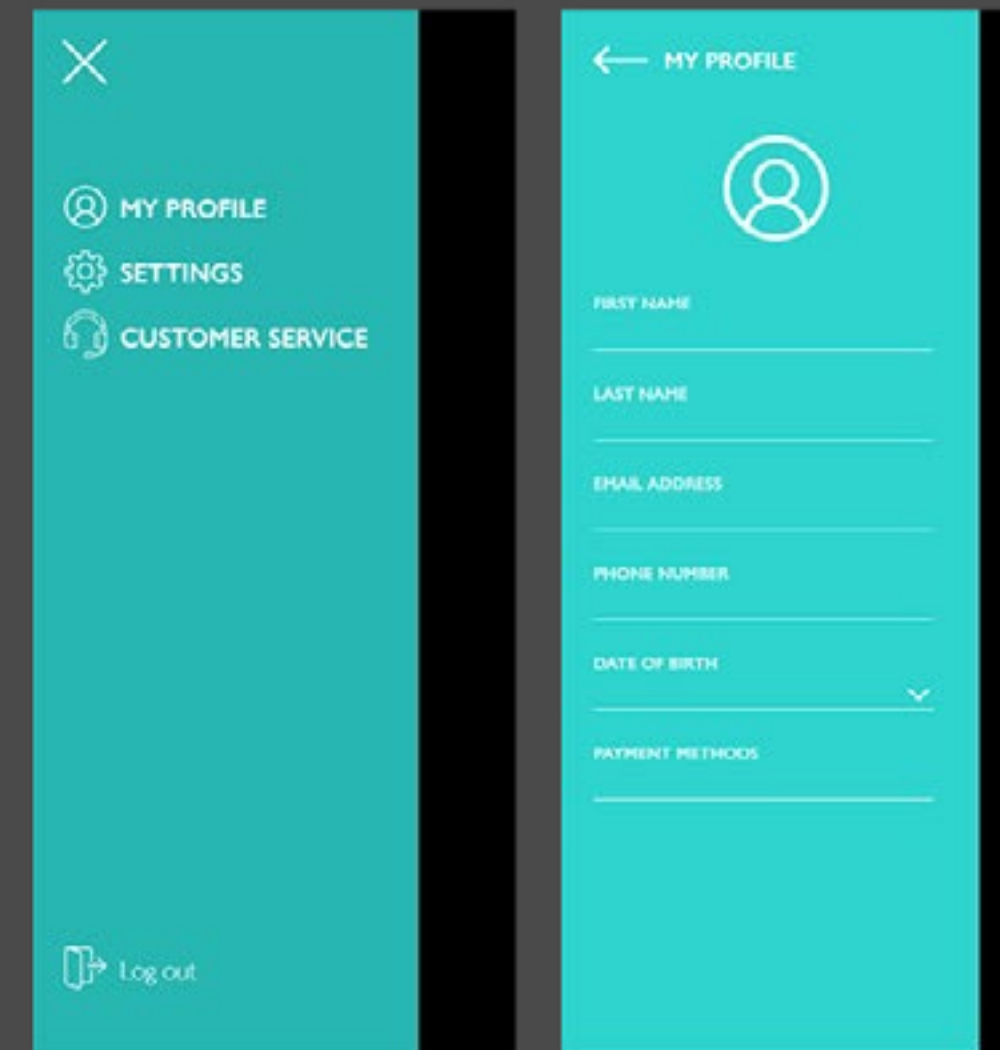 MY PROFILE
SETTINGS
CUSTOMER SERVICE
Log out
MY PROFILE
FIRST NAME
LAST NAME
EMAIL ADDRESS
PHONE NUMBER
DATE OF BIRTH
PAYMENT METHODS